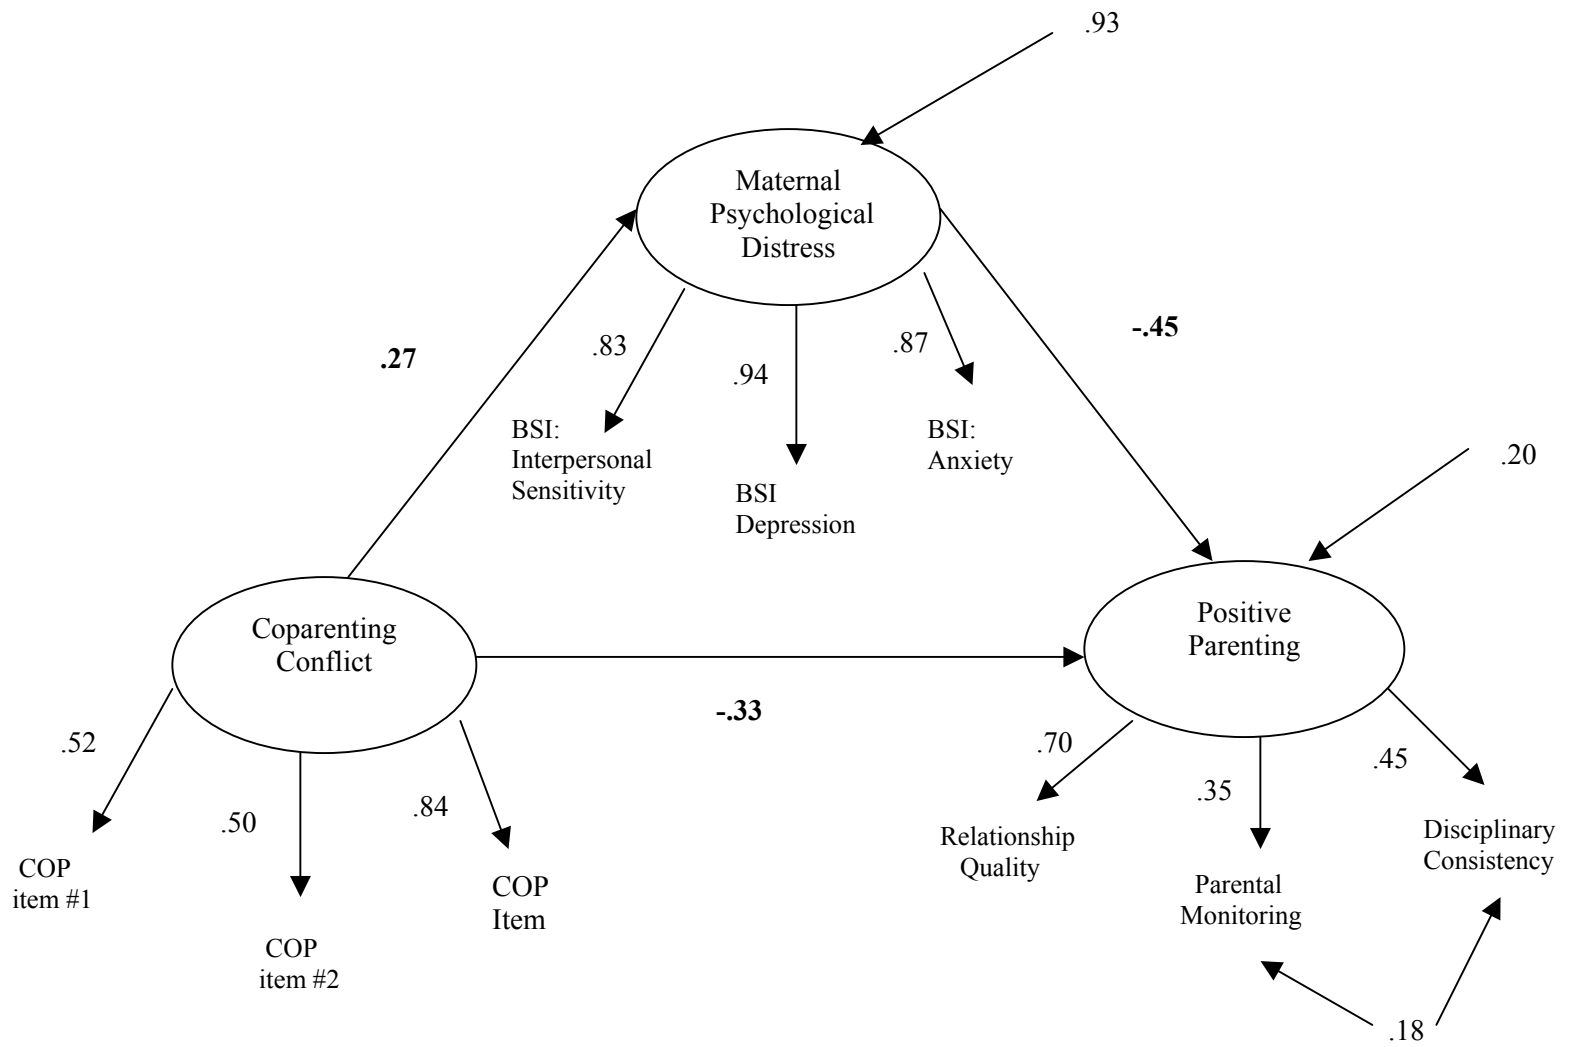 .93
Maternal
Psychological
Distress
-.45
.27
.83
.94
.87
BSI:
Interpersonal
Sensitivity
BSI
Depression
BSI:
Anxiety
.20
Coparenting
Conflict
Positive
Parenting
-.33
.52
.50
.84
.70
.35
.45
COP
item #1
COP
item #2
COP
Item
Relationship
Quality
Parental
Monitoring
Disciplinary
Consistency
.18